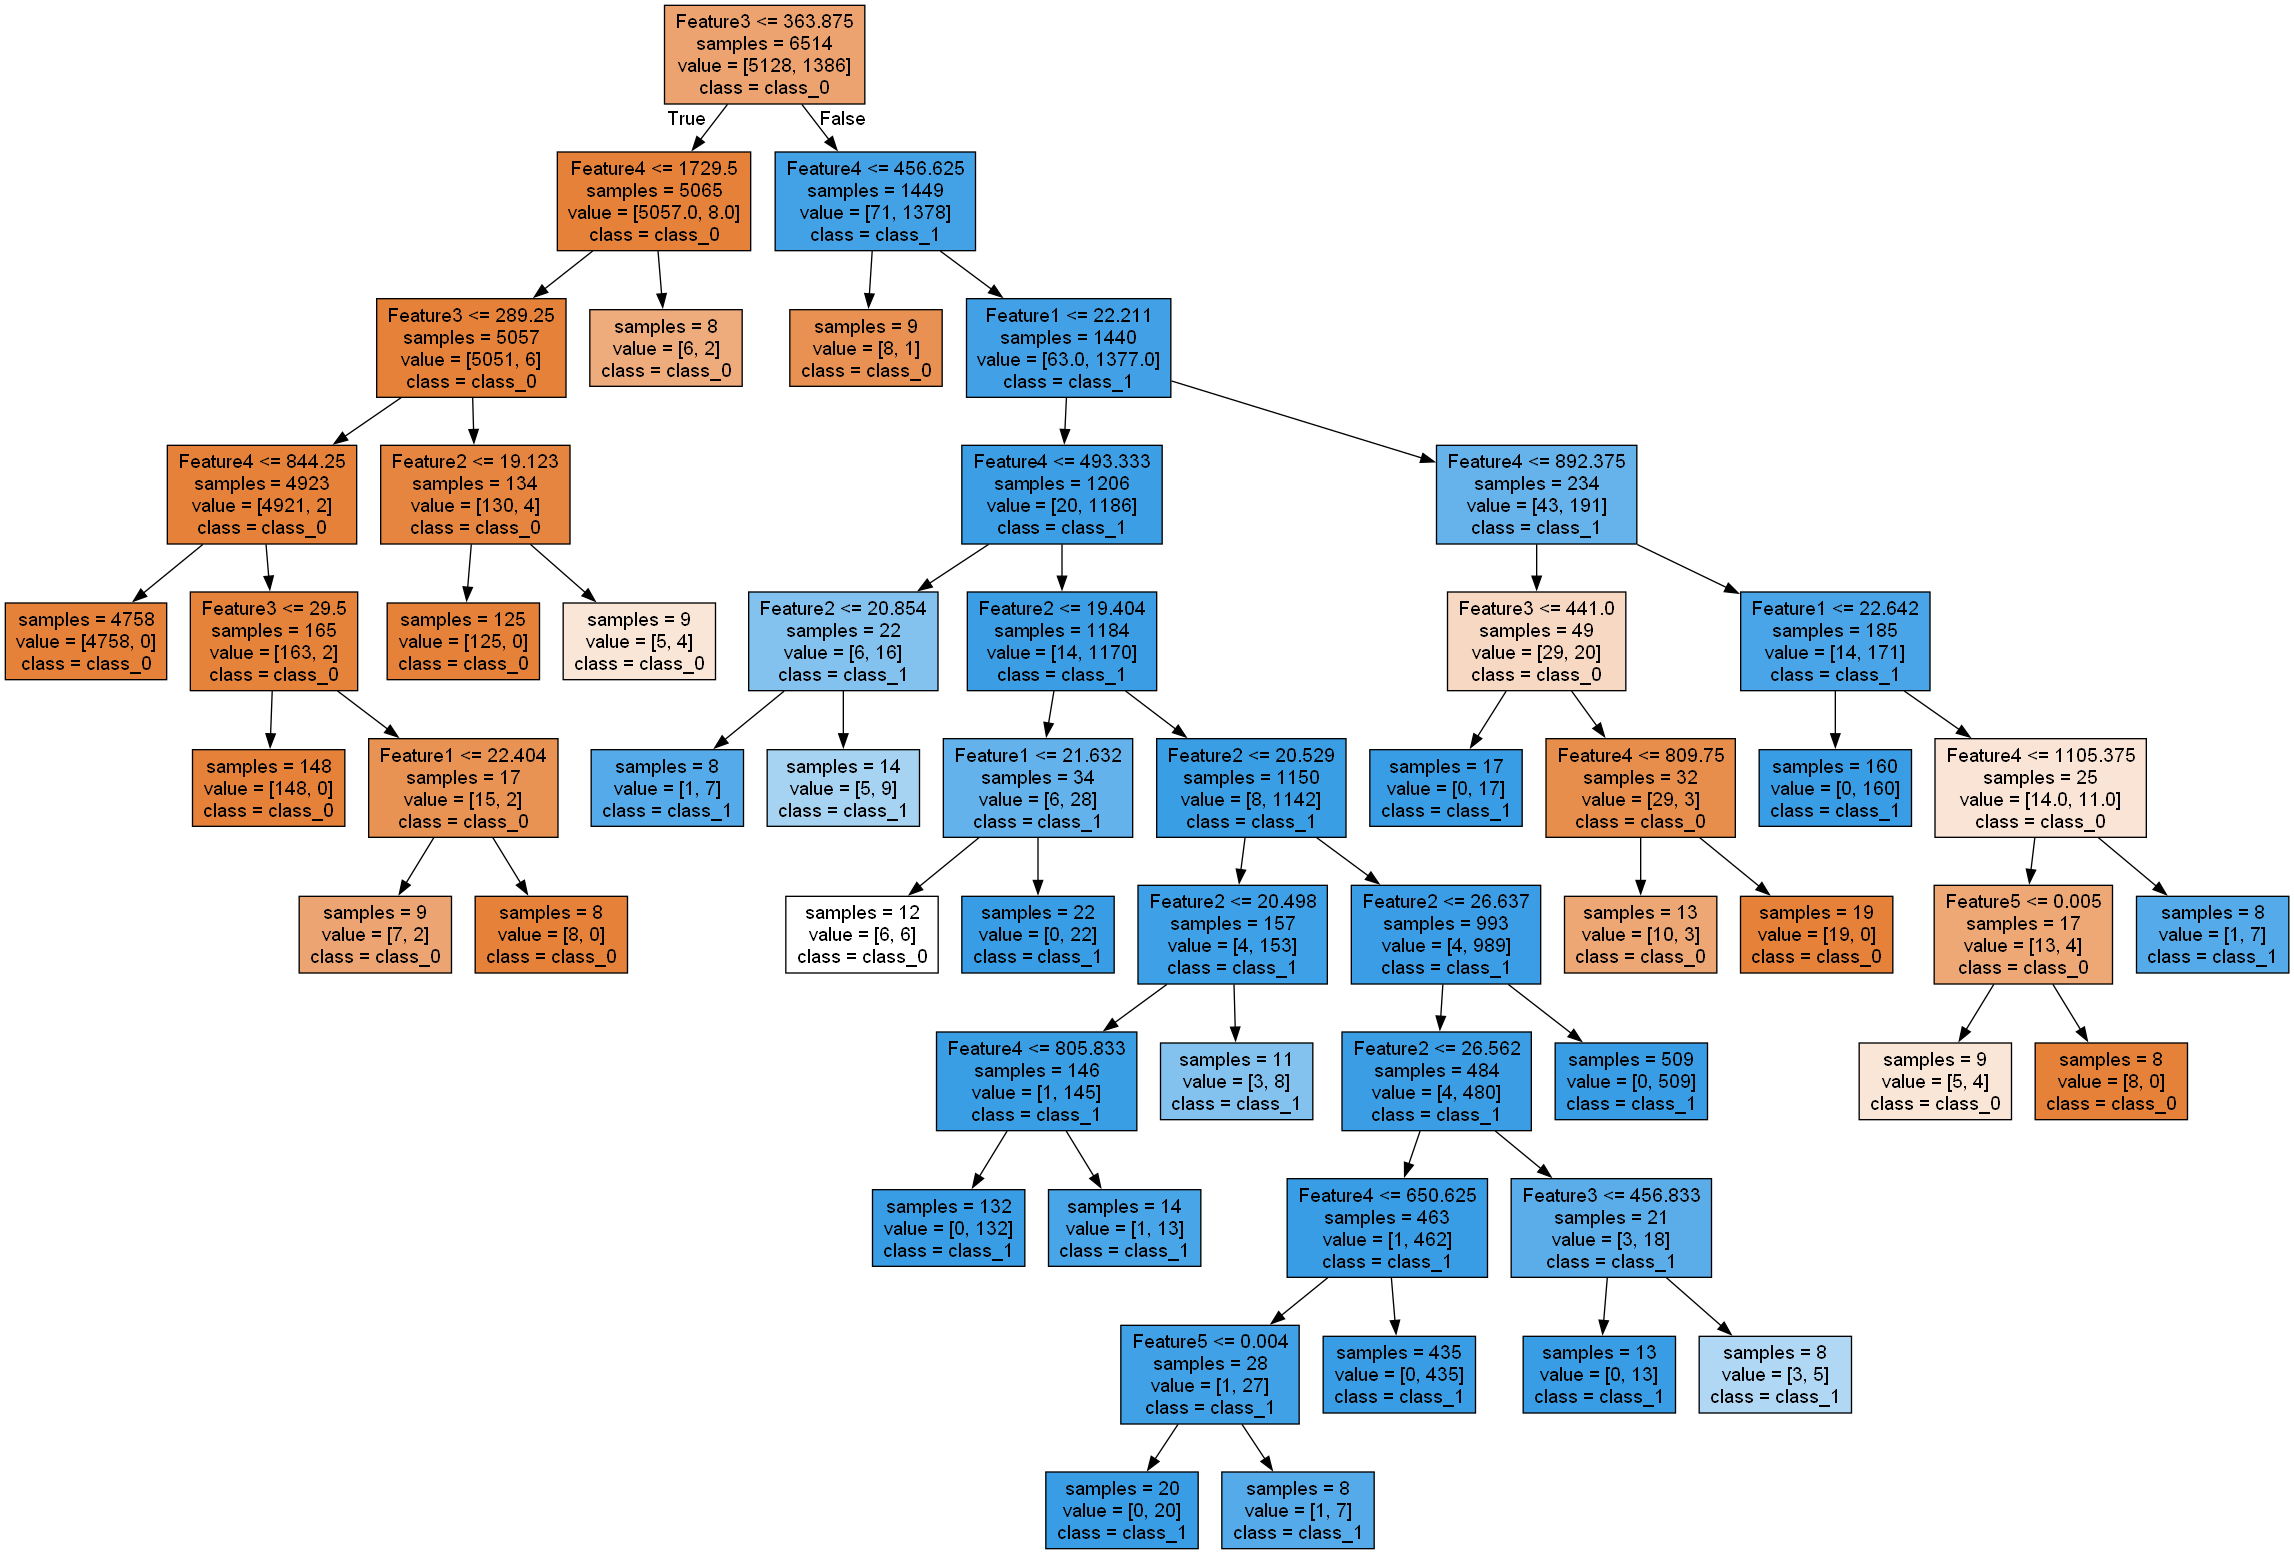 Feature3 <= 363.875
samples = 6514
value = [5128, 1386]
class = class_0
True
False
Feature4 <= 1729.5
samples = 5065
value = [5057.0, 8.0]
class = class_0
Feature4 <= 456.625
samples = 1449
value = [71, 1378]
class = class_1
Feature3 <= 289.25
samples = 5057
value = [5051, 6]
class = class_0
samples = 8
value = [6, 2]
class = class_0
samples = 9
value = [8, 1]
class = class_0
Feature1 <= 22.211
samples = 1440
value = [63.0, 1377.0]
class = class_1
Feature4 <= 844.25
samples = 4923
value = [4921, 2]
class = class_0
Feature2 <= 19.123
samples = 134
value = [130, 4]
class = class_0
Feature4 <= 493.333
samples = 1206
value = [20, 1186]
class = class_1
Feature4 <= 892.375
samples = 234
value = [43, 191]
class = class_1
samples = 4758
value = [4758, 0]
class = class_0
Feature3 <= 29.5
samples = 165
value = [163, 2]
class = class_0
samples = 125
value = [125, 0]
class = class_0
samples = 9
value = [5, 4]
class = class_0
Feature2 <= 20.854
samples = 22
value = [6, 16]
class = class_1
Feature2 <= 19.404
samples = 1184
value = [14, 1170]
class = class_1
Feature3 <= 441.0
samples = 49
value = [29, 20]
class = class_0
Feature1 <= 22.642
samples = 185
value = [14, 171]
class = class_1
samples = 148
value = [148, 0]
class = class_0
Feature1 <= 22.404
samples = 17
value = [15, 2]
class = class_0
samples = 8
value = [1, 7]
class = class_1
samples = 14
value = [5, 9]
class = class_1
Feature1 <= 21.632
samples = 34
value = [6, 28]
class = class_1
Feature2 <= 20.529
samples = 1150
value = [8, 1142]
class = class_1
samples = 17
value = [0, 17]
class = class_1
Feature4 <= 809.75
samples = 32
value = [29, 3]
class = class_0
samples = 160
value = [0, 160]
class = class_1
Feature4 <= 1105.375
samples = 25
value = [14.0, 11.0]
class = class_0
samples = 9
value = [7, 2]
class = class_0
samples = 8
value = [8, 0]
class = class_0
samples = 12
value = [6, 6]
class = class_0
samples = 22
value = [0, 22]
class = class_1
Feature2 <= 20.498
samples = 157
value = [4, 153]
class = class_1
Feature2 <= 26.637
samples = 993
value = [4, 989]
class = class_1
samples = 13
value = [10, 3]
class = class_0
samples = 19
value = [19, 0]
class = class_0
Feature5 <= 0.005
samples = 17
value = [13, 4]
class = class_0
samples = 8
value = [1, 7]
class = class_1
Feature4 <= 805.833
samples = 146
value = [1, 145]
class = class_1
samples = 11
value = [3, 8]
class = class_1
Feature2 <= 26.562
samples = 484
value = [4, 480]
class = class_1
samples = 509
value = [0, 509]
class = class_1
samples = 9
value = [5, 4]
class = class_0
samples = 8
value = [8, 0]
class = class_0
samples = 132
value = [0, 132]
class = class_1
samples = 14
value = [1, 13]
class = class_1
Feature4 <= 650.625
samples = 463
value = [1, 462]
class = class_1
Feature3 <= 456.833
samples = 21
value = [3, 18]
class = class_1
Feature5 <= 0.004
samples = 28
value = [1, 27]
class = class_1
samples = 435
value = [0, 435]
class = class_1
samples = 13
value = [0, 13]
class = class_1
samples = 8
value = [3, 5]
class = class_1
samples = 20
value = [0, 20]
class = class_1
samples = 8
value = [1, 7]
class = class_1